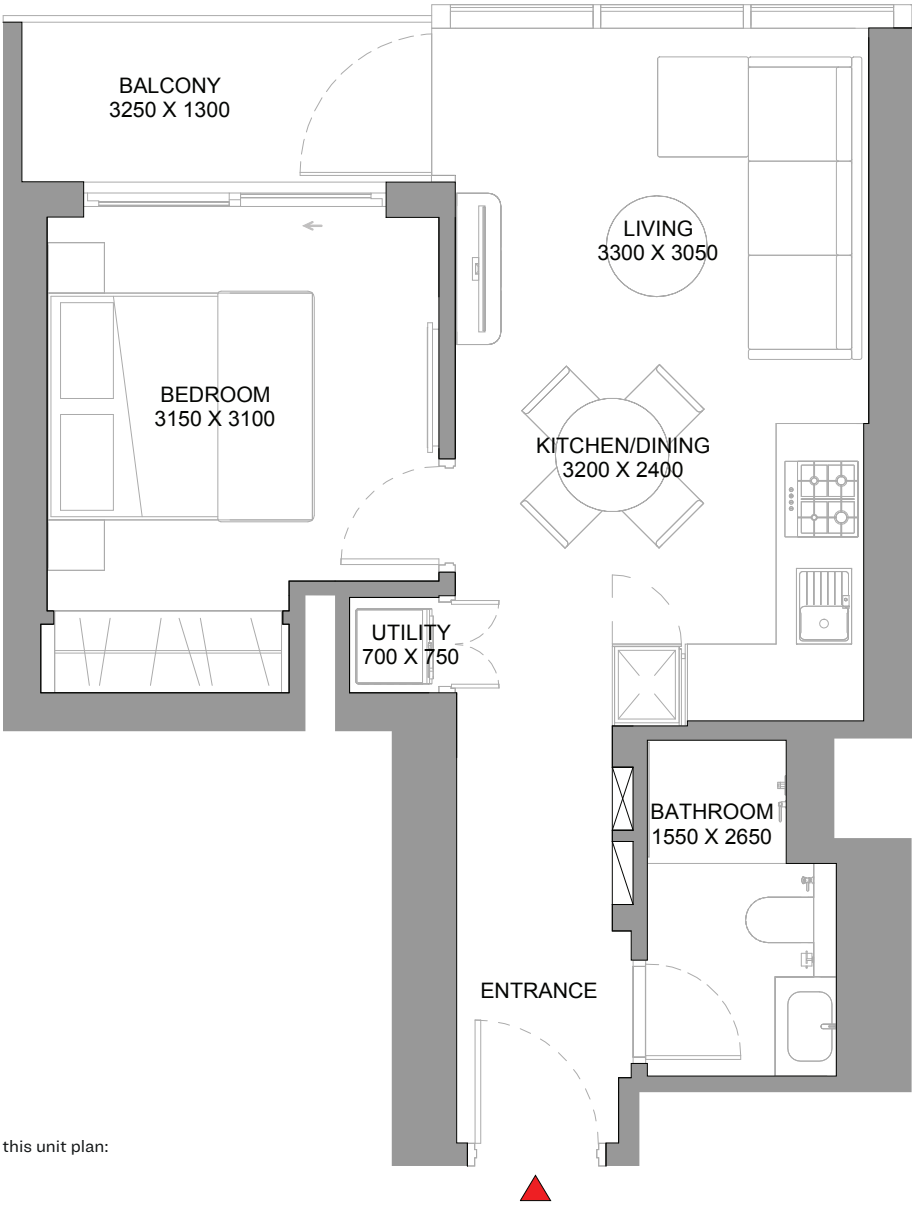 BALCONY
3250 X 1300
LIVING
3300 X 3050
BEDROOM
3150 X 3100
KITCHEN/DINING
3200 X 2400
UTILITY
700 X 750
BATHROOM
1550 X 2650
ENTRANCE
this unit plan: